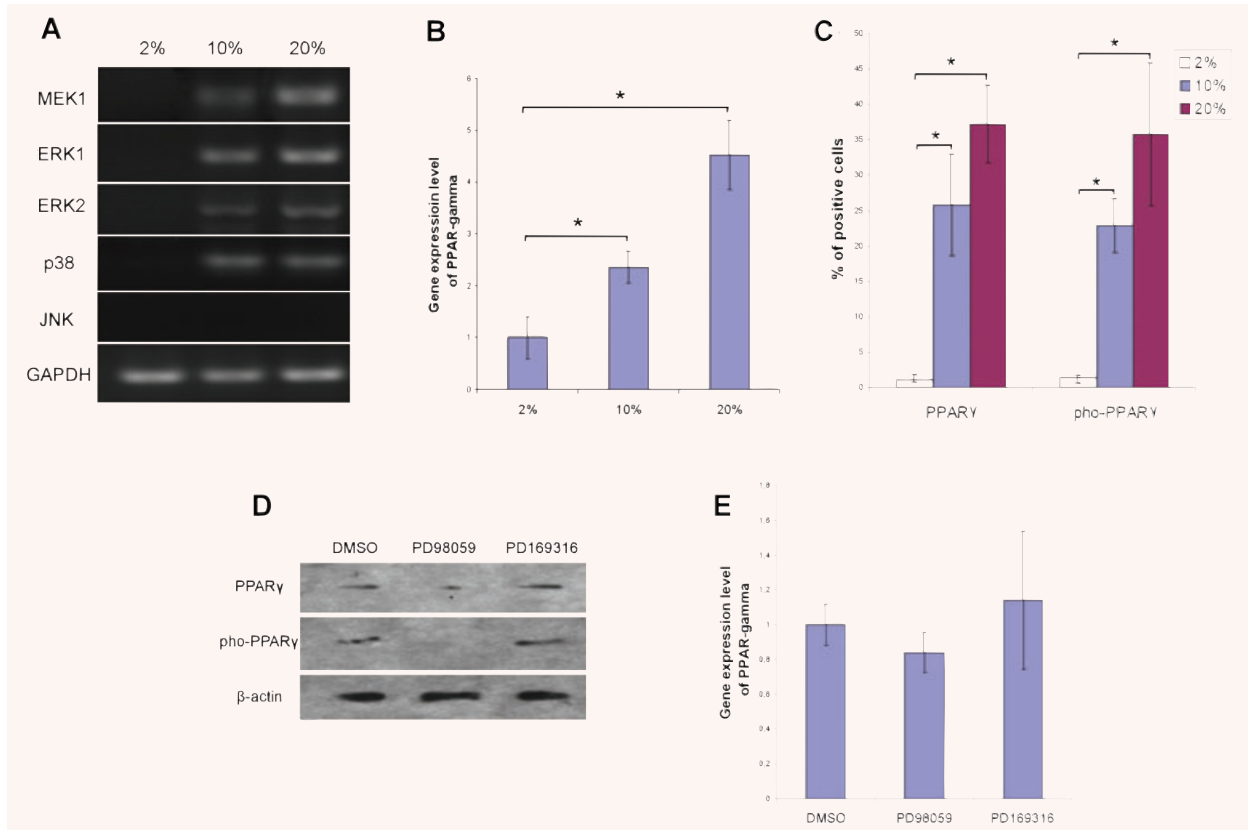 A
2% 10% 20%
MEK1
ERK1
ERK2
p38
JNK
GAPDH
B
Gene expressioin level
of PPAR-gamma
6
5
4
3
2
1
0
*
*
2% 10% 20%
C
% of positive cells
50
45
40
35
30
25
20
15
10
5
0
*
*
*
*
2%
10%
20%
PPARγ pho-PPARγ
D
DMSO PD98059 PD169316
PPARγ
pho-PPARγ
β-actin
E
Gene expression level
of PPAR-gamma
1.8
1.6
1.4
1.2
1
0.8
0.6
0.4
0.2
0
DMSO PD98059 PD169316